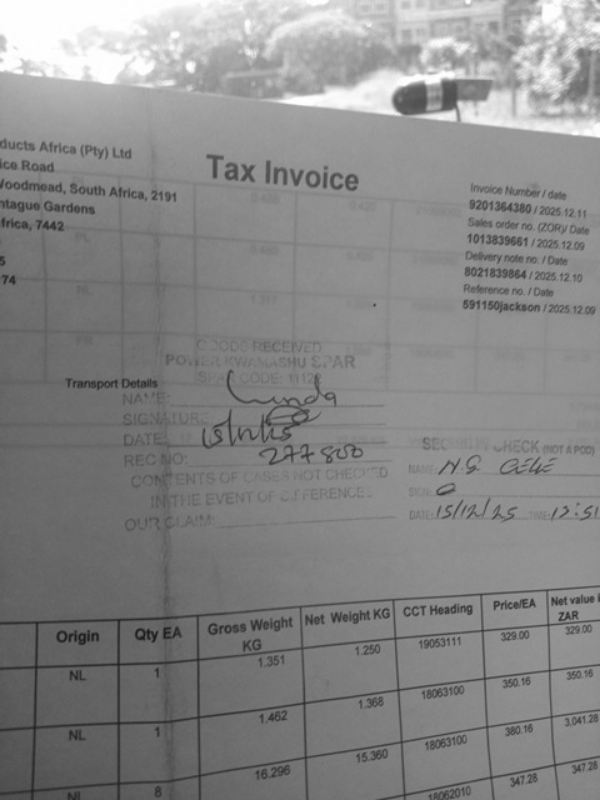 ducts Africa (Pty) Ltd
ice Road
Woodmead, South Africa, 2191
ntague Gardens
frica, 7442
5
74
Tax Invoice
Invoice Number / date
9201364380 / 2025.12.11
Sales order no. (ZOR)/ Date
1013839661 / 2025.12.09
Delivery note no. / Date
8021839864 / 2025.12.10
Reference no. / Date
591150jackson / 2025.12.09
GOODS RECEIVED
POWER KWAMASHU SPAR
SPAR CODE: 11122
Transport Details
NAME: Lunda
SIGNATURE:
DATE: 15/12/25
REC NO: 277800
CONTENTS OF CASES NOT CHECKED
IN THE EVENT OF DIFFERENCES
OUR CLAIM:
SECURITY CHECK (NOT A POD)
NAME: N.G CELE
SIGN:
DATE: 15/12/25 TIME: 12:51
Origin Qty EA Gross Weight KG Net Weight KG CCT Heading Price/EA Net value i ZAR
NL 1 1.351 1.250 19053111 329.00 329.00
NL 1 1.462 1.368 18063100 350.16 350.16
NL 8 16.296 15.360 18063100 380.16 3,041.28
18062010 347.28 347.28